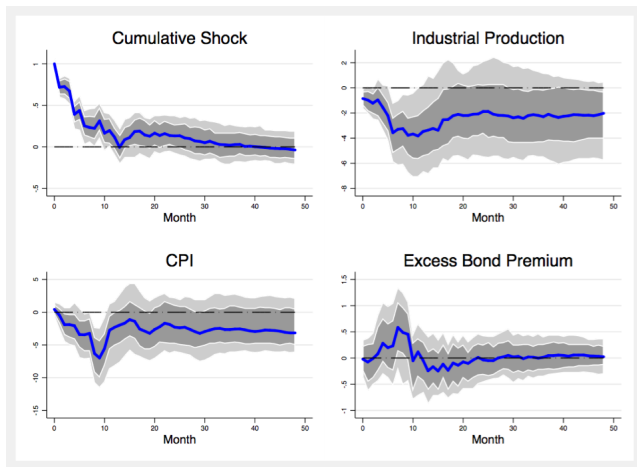 Cumulative Shock
1
.5
0
-.5
0 10 20 30 40 50
Month
Industrial Production
2
0
-2
-4
-6
-8
0 10 20 30 40 50
Month
CPI
5
0
-5
-10
-15
0 10 20 30 40 50
Month
Excess Bond Premium
1.5
1
.5
0
-.5
-1
0 10 20 30 40 50
Month